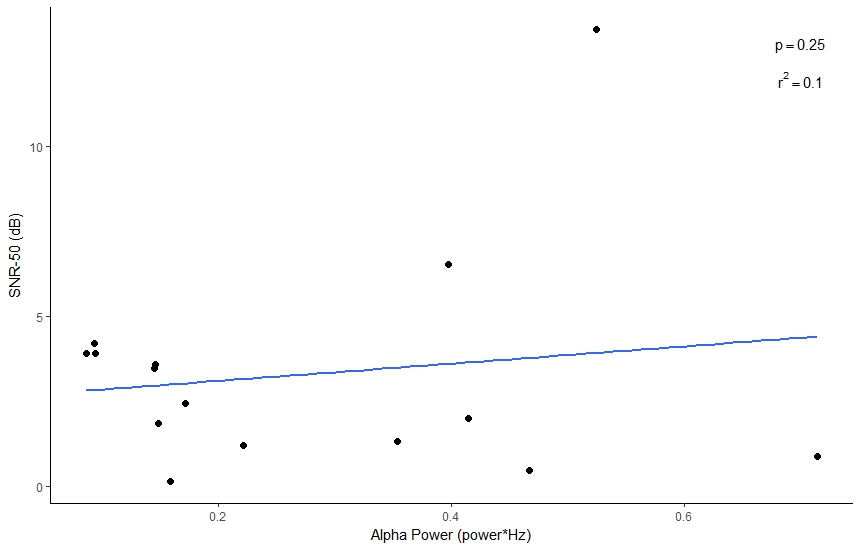 p = 0.25
r² = 0.1
10
5
0
SNR-50 (dB)
0.2 0.4 0.6
Alpha Power (power*Hz)